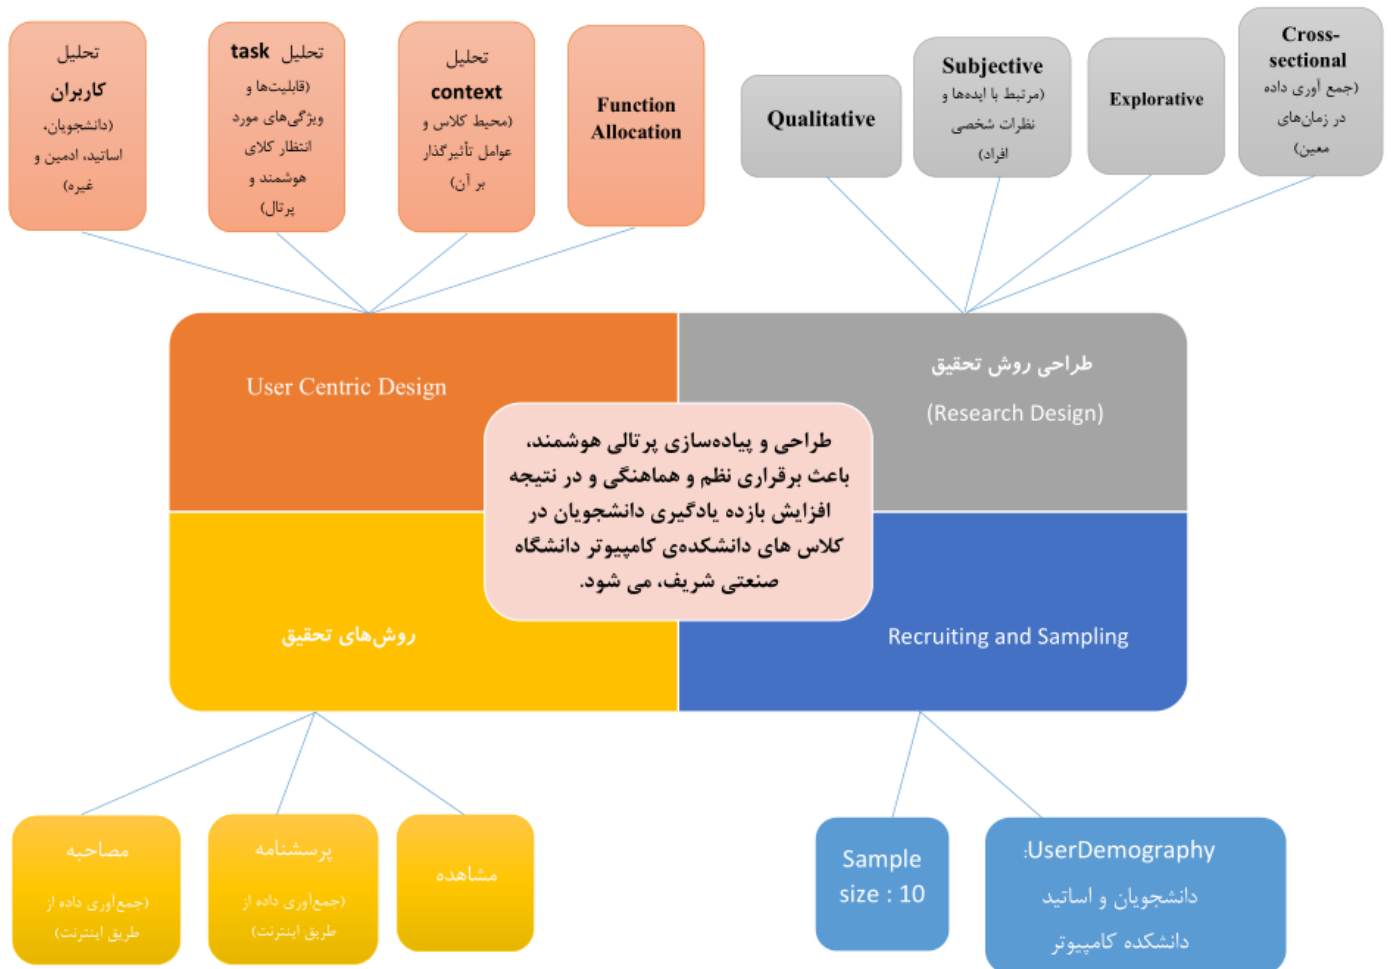 تحلیل
کاربران
(دانشجویان،
اساتید، ادمین و
غیره)
تحلیل task
(قابلیت‌ها و
ویژگی‌های مورد
انتظار کلای
هوشمند و
پرتال)
تحلیل
context
(محیط کلاس و
عوامل تأثیرگذار
بر آن)
Function
Allocation
Qualitative
Subjective
(مرتبط با ایده‌ها و
نظرات شخصی
افراد)
Explorative
Cross-
sectional
(جمع آوری داده
در زمان‌های
معین)
User Centric Design
طراحی روش تحقیق
(Research Design)
طراحی و پیاده‌سازی پرتالی هوشمند،
باعث برقراری نظم و هماهنگی و در نتیجه
افزایش بازده یادگیری دانشجویان در
کلاس های دانشکده‌ی کامپیوتر دانشگاه
صنعتی شریف، می شود.
روش‌های تحقیق
Recruiting and Sampling
مصاحبه
(جمع‌آوری داده از
طریق اینترنت)
پرسشنامه
(جمع‌آوری داده از
طریق اینترنت)
مشاهده
Sample
size : 10
:UserDemography
دانشجویان و اساتید
دانشکده کامپیوتر